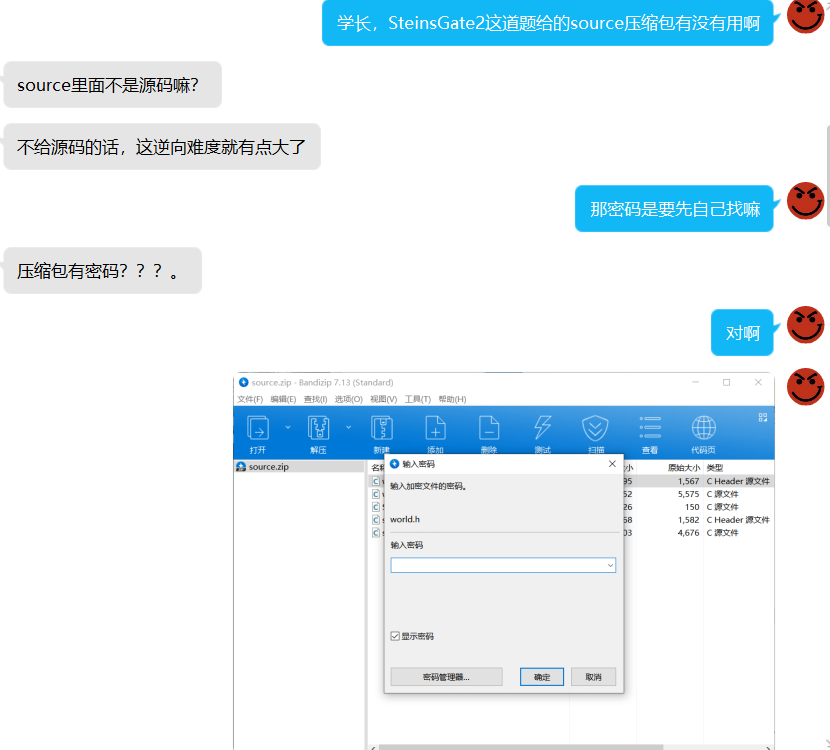 学长，SteinsGate2这道题给的source压缩包有没有用啊
source里面不是源码嘛?
不给源码的话，这逆向难度就有点大了
那密码是要先自己找嘛
压缩包有密码？？？。
对啊
source.zip - Bandizip 7.13 (Standard)
文件(F) 编辑(E) 查找(I) 选项(O) 视图(V) 工具(T) 帮助(H)
打开 解压 新建 添加 删除 测试 扫描 查看 代码页
source.zip
原始大小 类型
输入密码
输入加密文件的密码。
world.h
输入密码
显示密码
密码管理器... 确定 取消
95 1,567 C Header 源文件
52 5,575 C 源文件
26 150 C 源文件
58 1,582 C Header 源文件
03 4,676 C 源文件